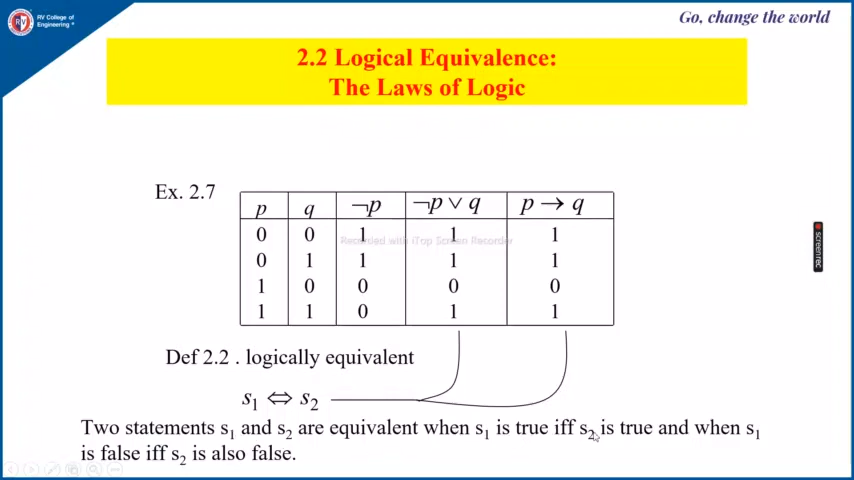 RV College of
Engineering
Go, change the world
2.2 Logical Equivalence:
The Laws of Logic
Ex. 2.7
p q ¬p ¬p ∨ q p → q
0 0 1 1 1
Recorded with iTop Screen Recorder
0 1 1 1 1
1 0 0 0 0
1 1 0 1 1
screenrec
Def 2.2 . logically equivalent
s₁ ⇔ s₂
Two statements s₁ and s₂ are equivalent when s₁ is true iff s₂ is true and when s₁
is false iff s₂ is also false.